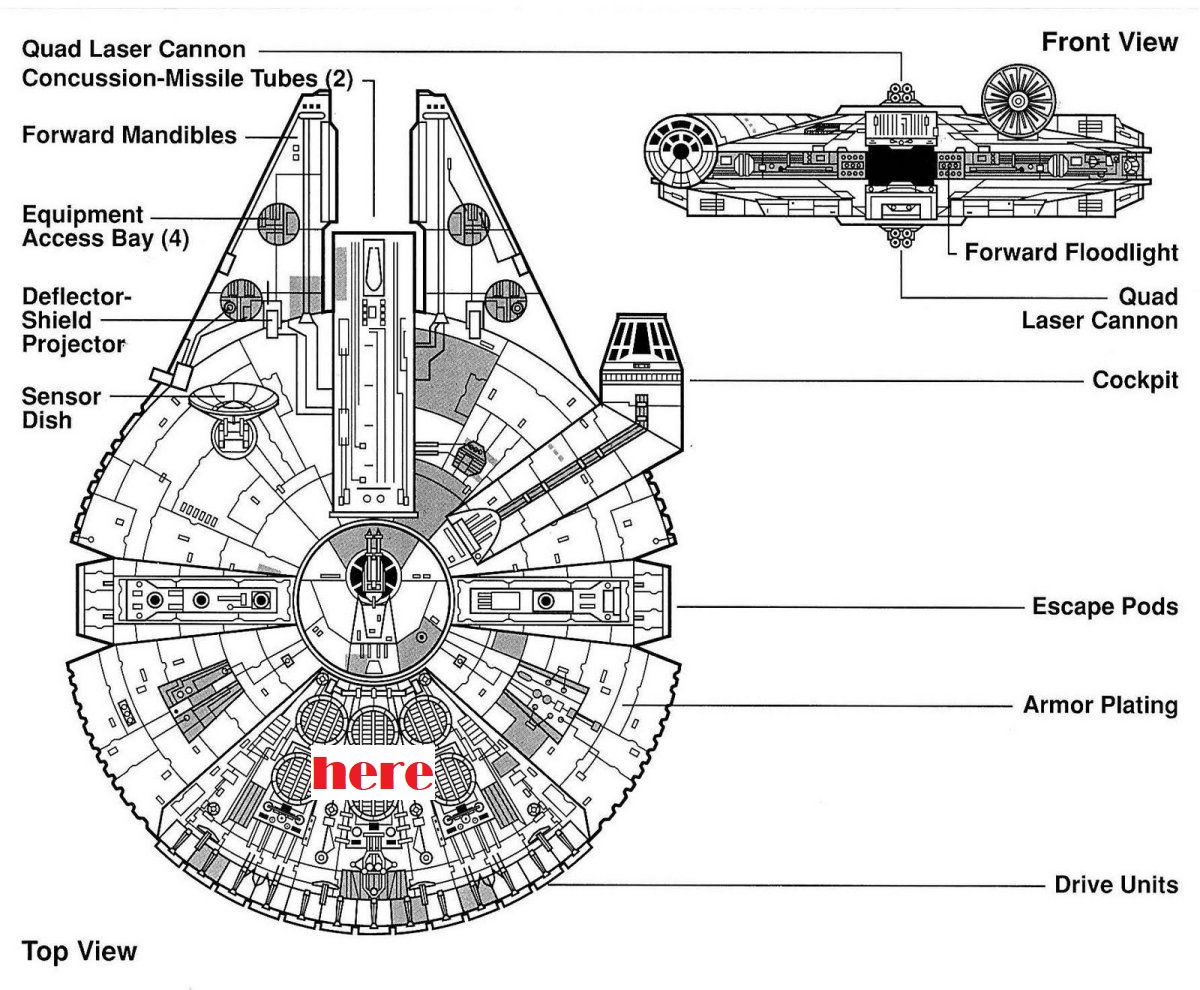 Quad Laser Cannon
Concussion-Missile Tubes (2)
Forward Mandibles
Equipment
Access Bay (4)
Deflector-
Shield
Projector
Sensor
Dish
Front View
Forward Floodlight
Quad
Laser Cannon
Cockpit
Escape Pods
Armor Plating
here
Drive Units
Top View